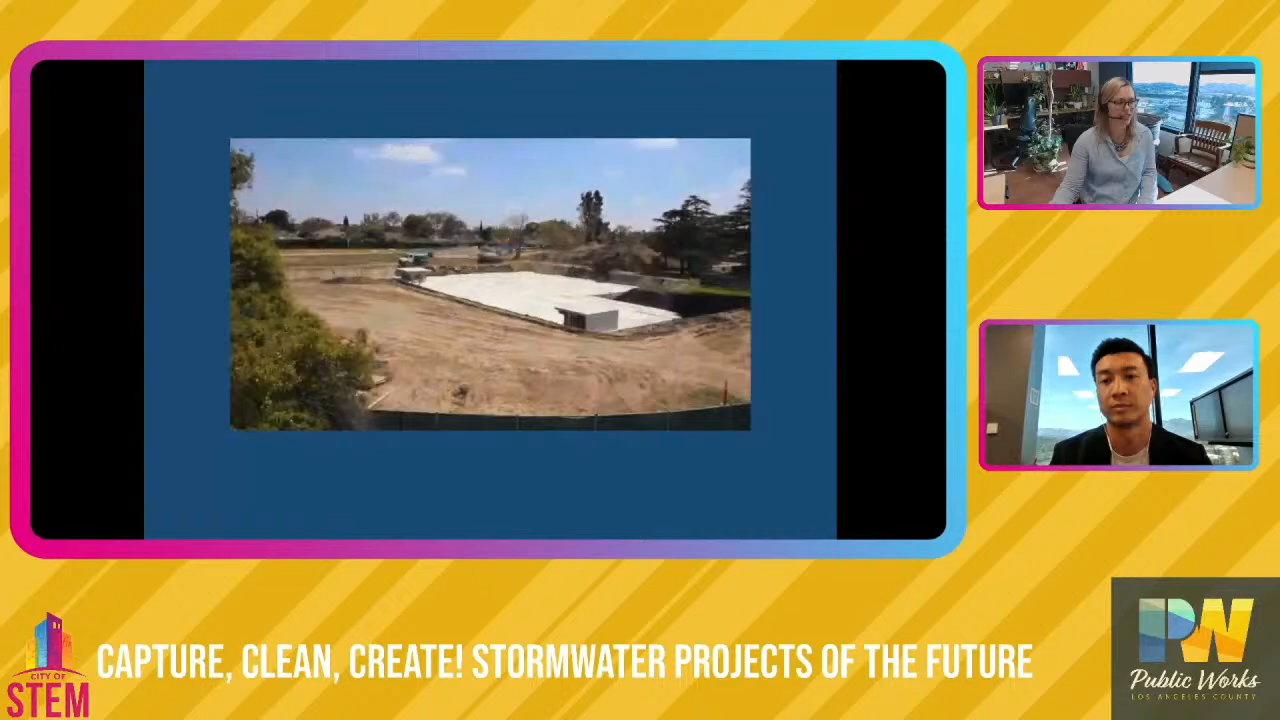 CITY OF
STEM
CAPTURE, CLEAN, CREATE! STORMWATER PROJECTS OF THE FUTURE
PW
Public Works
LOS ANGELES COUNTY